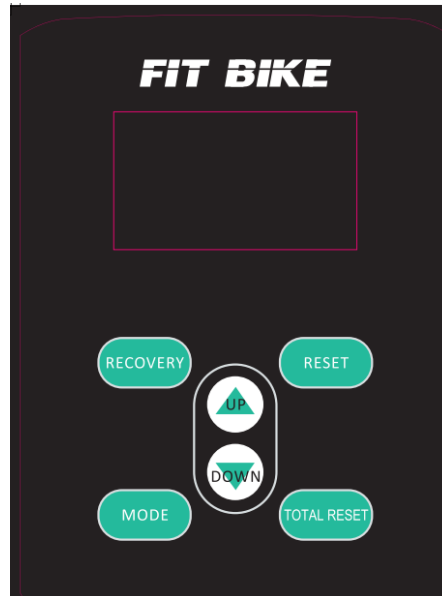 FIT BIKE
RECOVERY
RESET
UP
DOWN
MODE
TOTAL RESET